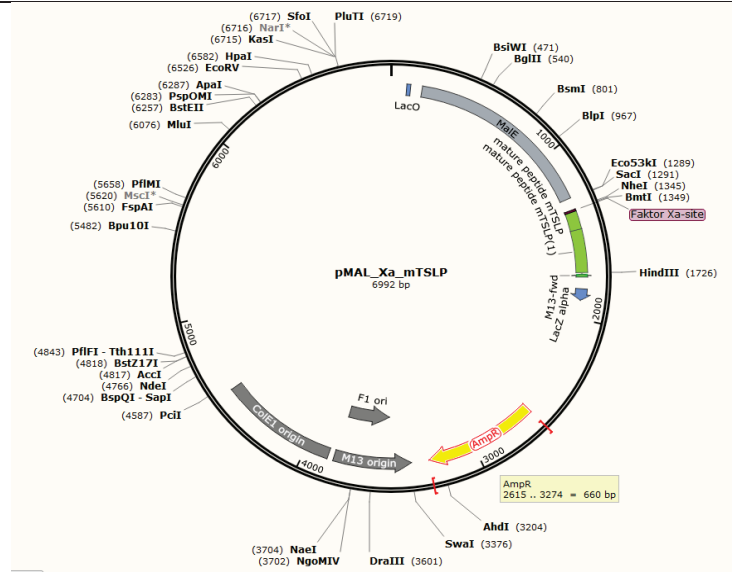 (6717) SfoI
PluTI (6719)
(6716) NarI*
(6715) KasI
(6582) HpaI
(6526) EcoRV
(6287) ApaI
(6283) PspOMI
(6257) BstEII
(6076) MluI
(5658) PflMI
(5620) MscI*
(5610) FspAI
(5482) Bpu10I
(4843) PflFI - Tth111I
(4818) BstZ17I
(4817) AccI
(4766) NdeI
(4704) BspQI - SapI
(4587) PciI
(3704) NaeI
(3702) NgoMIV
DraIII (3601)
SwaI (3376)
AhdI (3204)
BsiWI (471)
BglII (540)
BsmI (801)
BlpI (967)
Eco53kI (1289)
SacI (1291)
NheI (1345)
BmtI (1349)
Faktor Xa-site
HindIII (1726)
LacO
MalE
mature peptide mTSLP
mature peptide mTSLP(1)
M13-fwd
LacZ alpha
pMAL_Xa_mTSLP
6992 bp
1000
2000
3000
4000
5000
6000
F1 ori
ColE1 origin
M13 origin
AmpR
AmpR
2615 .. 3274 = 660 bp